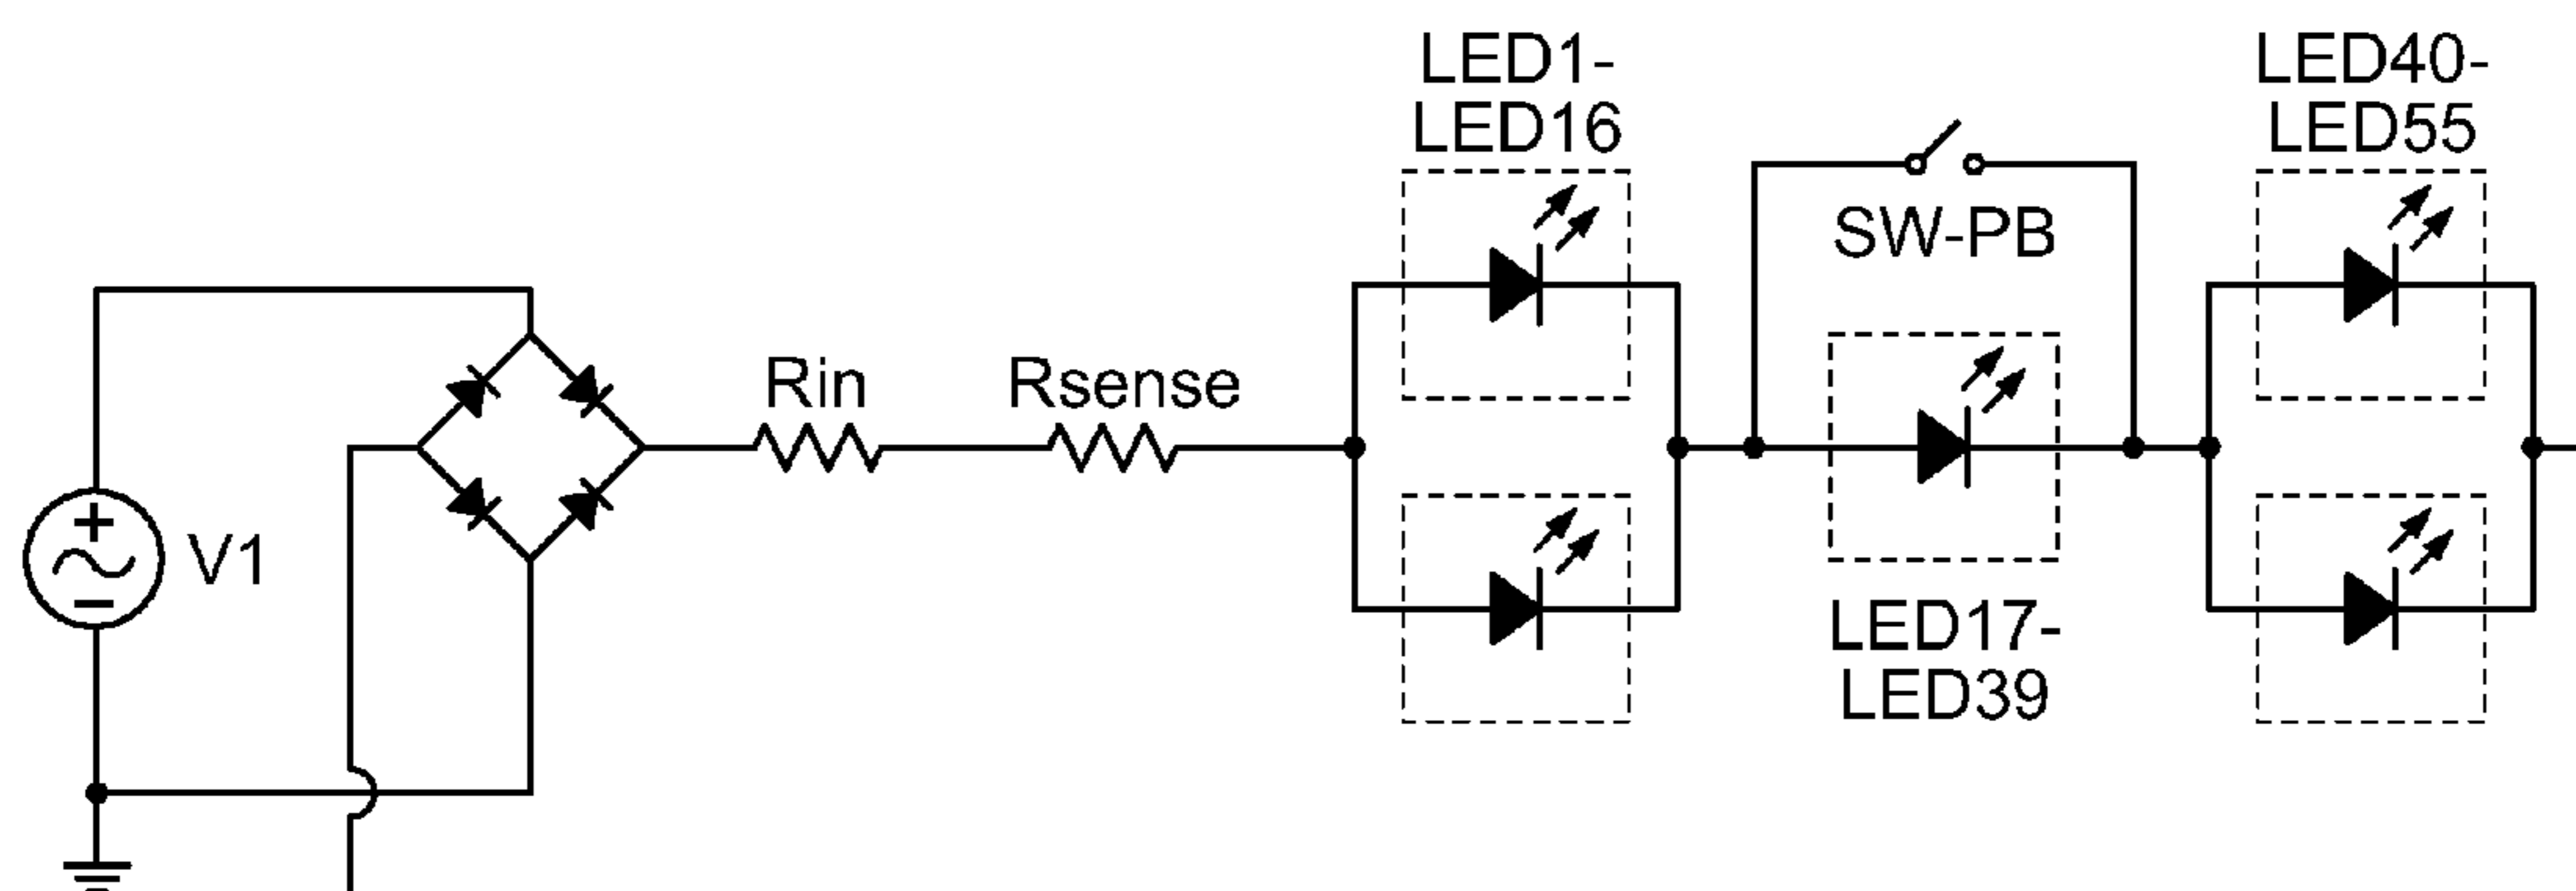 LED1-
LED16
LED40-
LED55
SW-PB
Rin
Rsense
V1
LED17-
LED39